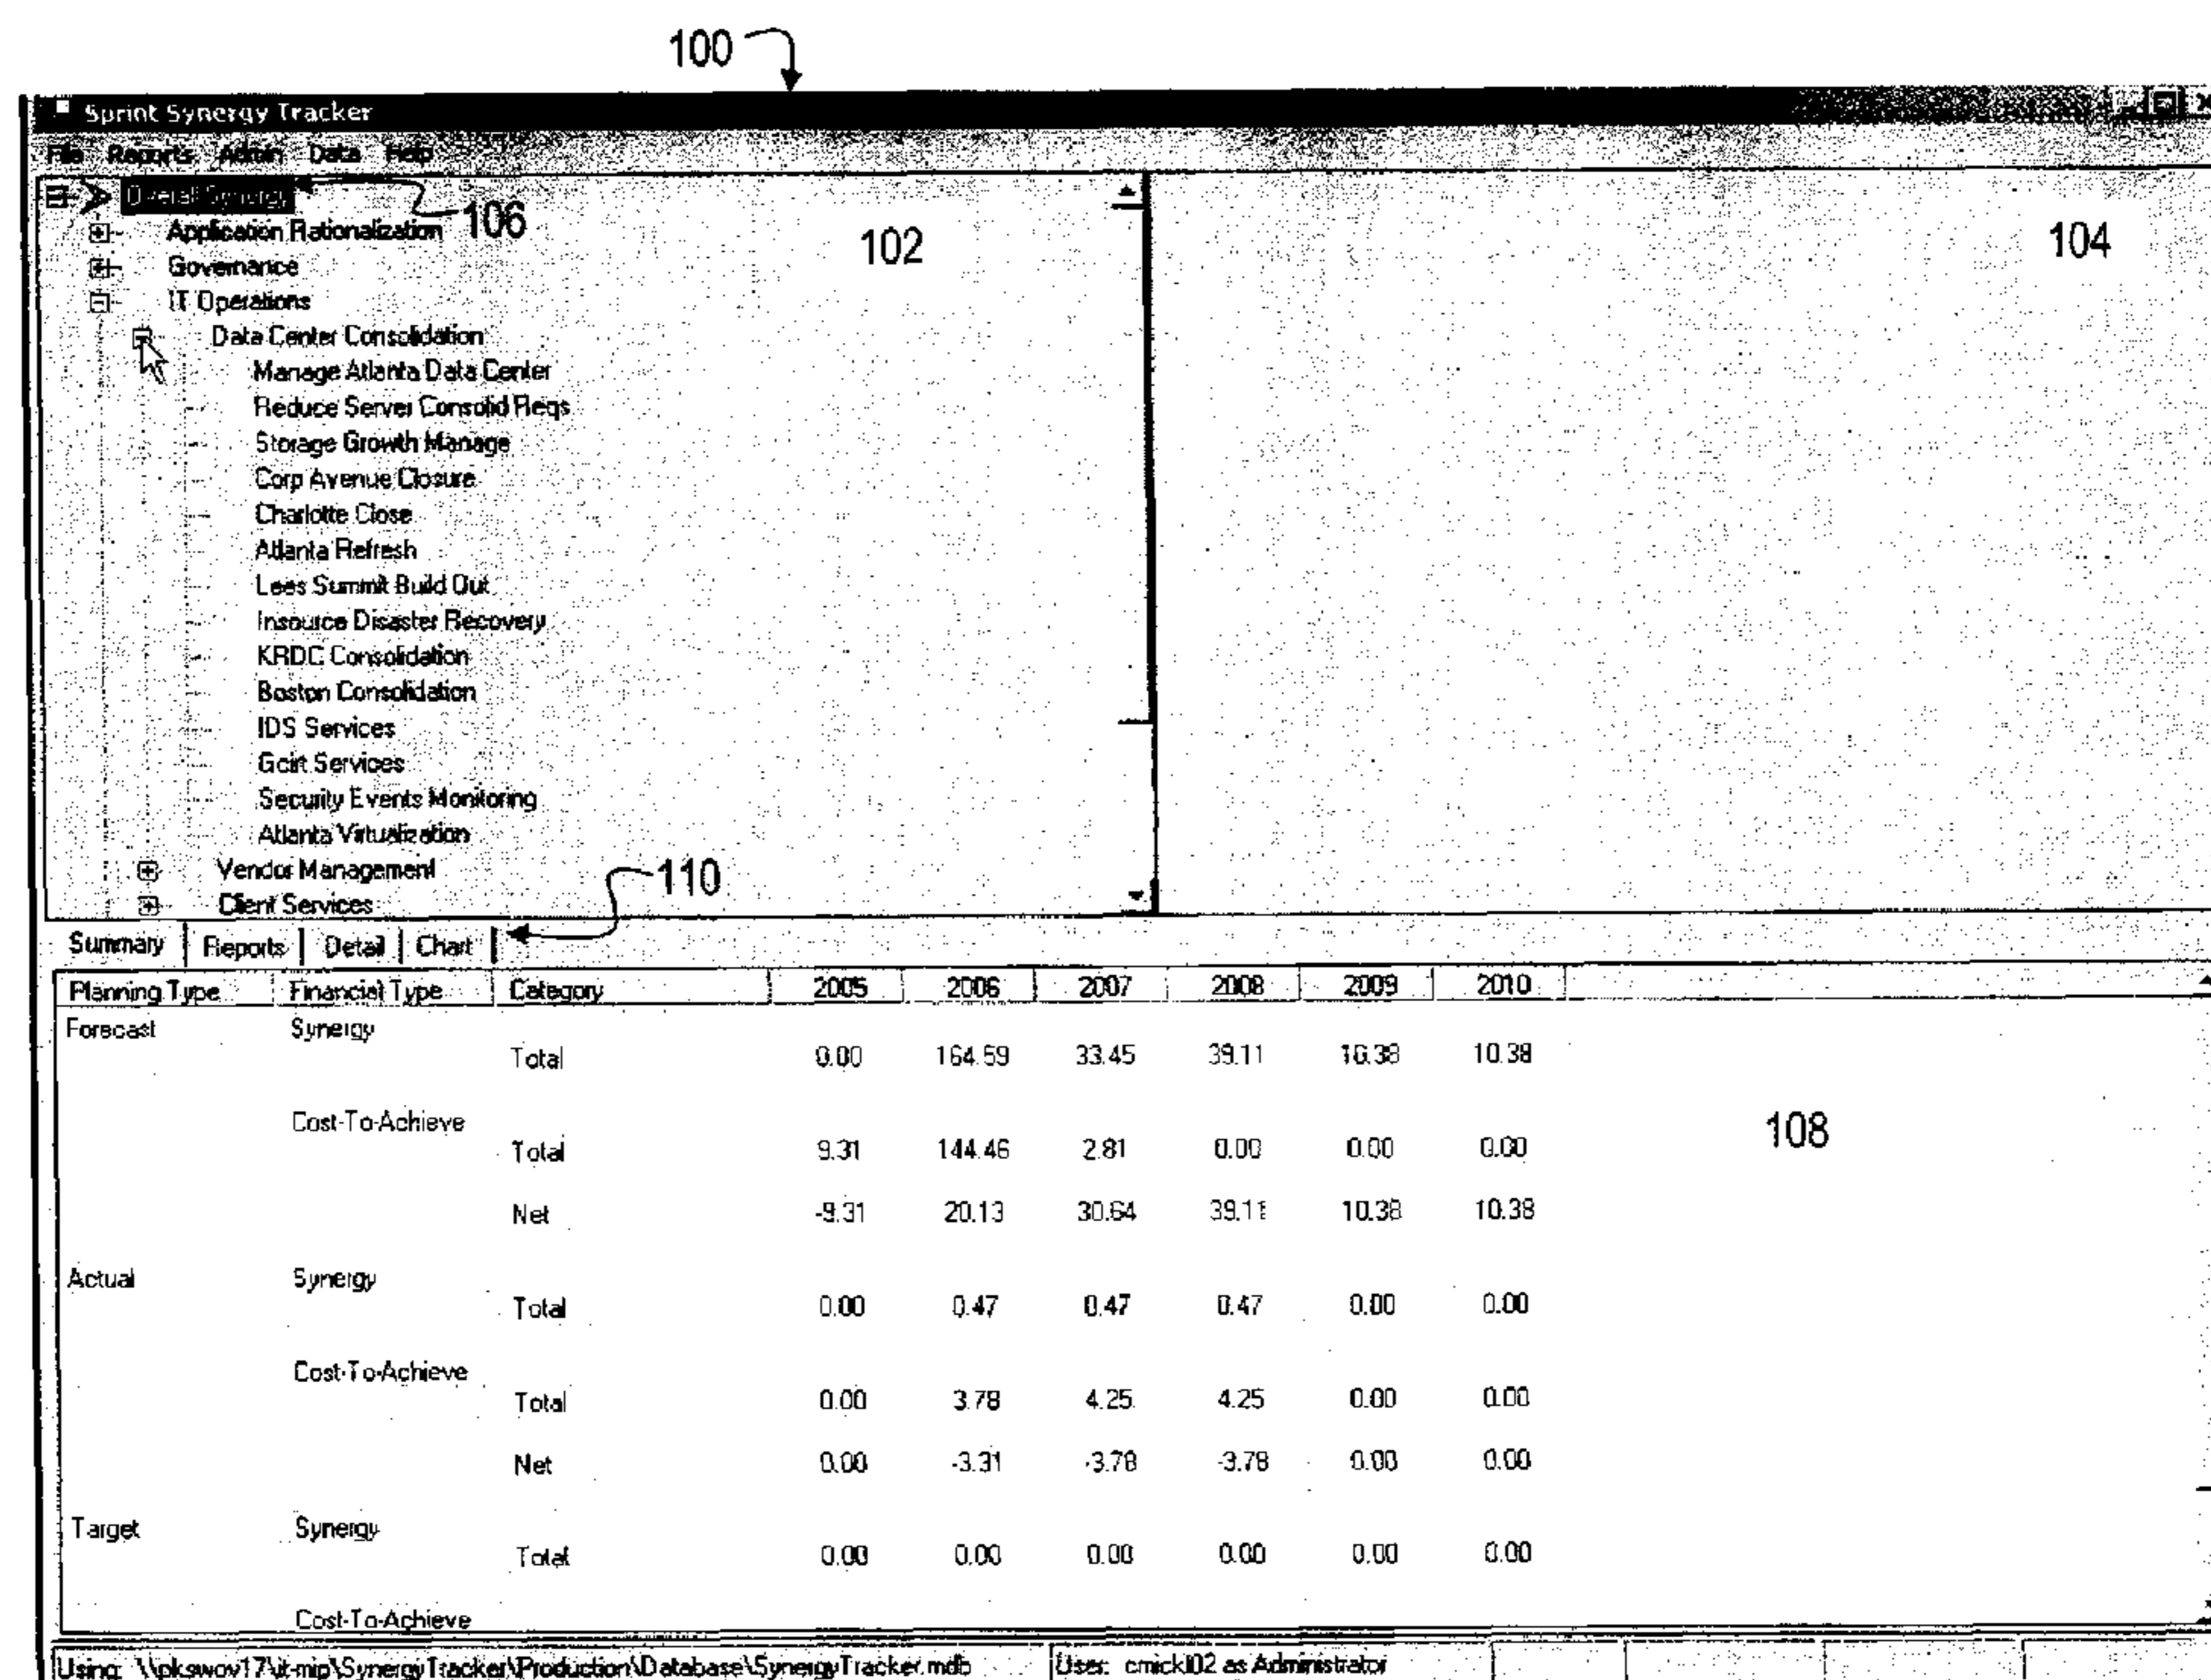 100
Sprint Synergy Tracker
File Reports Admin Data Help
Overall Synergy
106
Application Rationalization
102
104
Governance
IT Operations
Data Center Consolidation
Manage Atlanta Data Center
Reduce Server Consolid Reqs
Storage Growth Manage
Corp Avenue Closure
Charlotte Close
Atlanta Refresh
Lees Summit Build Out
Insource Disaster Recovery
KRDC Consolidation
Boston Consolidation
IDS Services
Services
Security Events Monitoring
Atlanta Virtualization
Vendor Management
110
Client Services
Summary Reports Detail Chart
Planning Type Financial Type Category 2005 2006 2007 2008 2009 2010
Forecast Synergy
Total 0.00 164.59 33.45 39.11 10.38
Cost-To-Achieve
108
Total 9.31 144.46 2.81 0.00 0.00 0.00
Net -9.31 20.13 30.64 39.11 10.38 10.38
Actual Synergy
Total 0.00 0.47 0.47 0.47 0.00 0.00
Cost-To-Achieve
Total 0.00 3.78 4.25 4.25 0.00 0.00
Net 0.00 -3.31 -3.78 -3.78 0.00 0.00
Target Synergy
Total 0.00 0.00 0.00 0.00 0.00 0.00
Cost-To-Achieve
Using: \\pkswov17\it-mip\SynergyTracker\Production\Database\SynergyTracker.mdb User: as Administrator